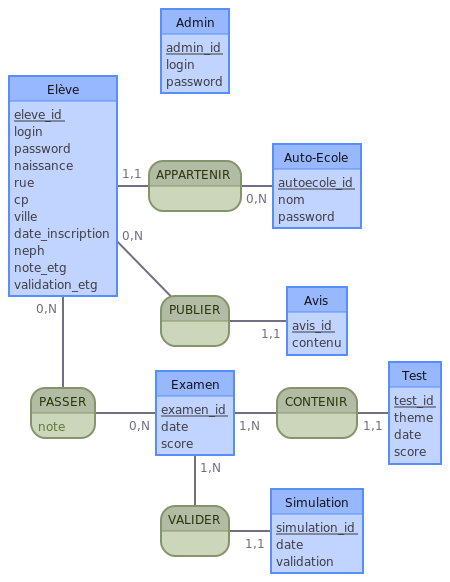 Admin
admin_id
login
password
Elève
eleve_id
login
password
naissance
rue
cp
ville
date_inscription
neph
note_etg
validation_etg
1,1
APPARTENIR
0,N
Auto-Ecole
autoecole_id
nom
password
0,N
PUBLIER
1,1
Avis
avis_id
contenu
0,N
PASSER
note
0,N
Examen
examen_id
date
score
1,N
CONTENIR
1,1
Test
test_id
theme
date
score
1,N
VALIDER
1,1
Simulation
simulation_id
date
validation